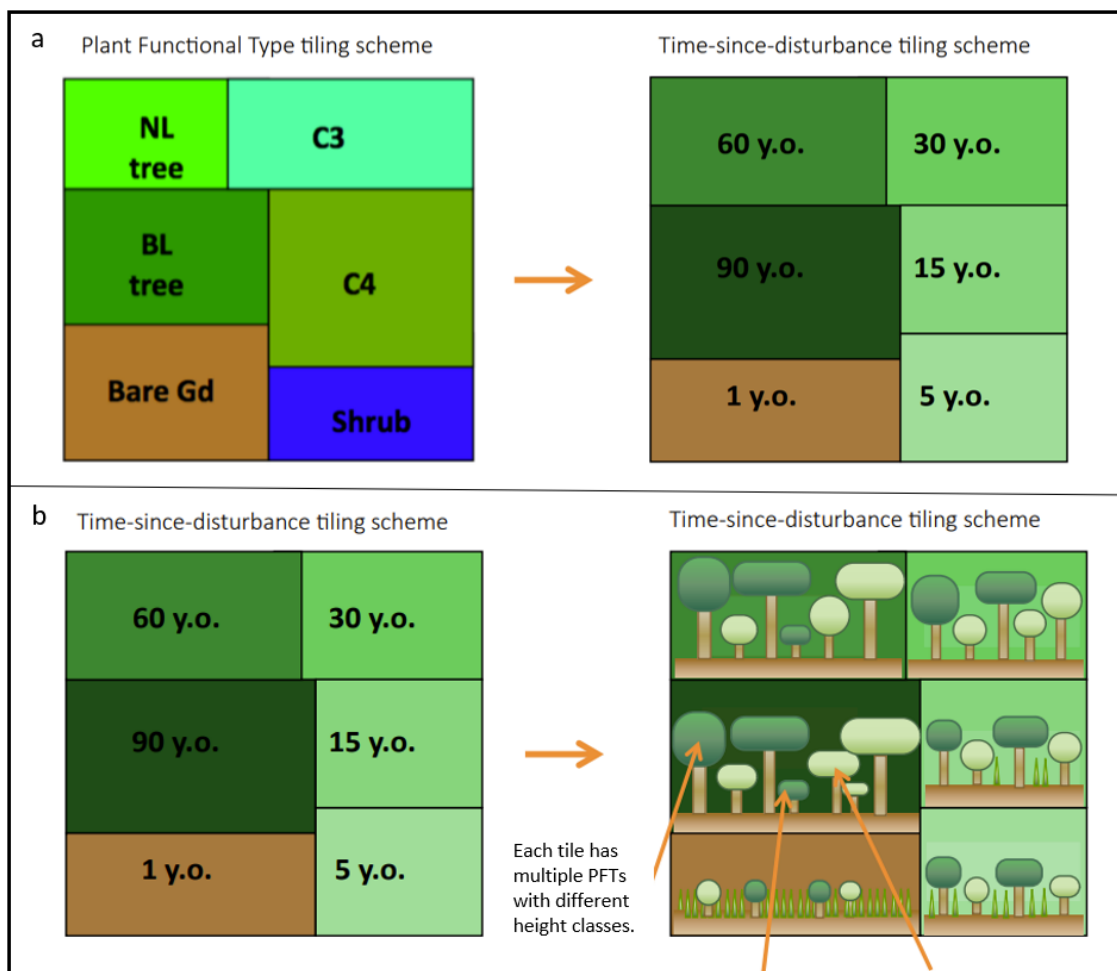 a
Plant Functional Type tiling scheme
Time-since-disturbance tiling scheme
NL
tree
C3
BL
tree
C4
Bare Gd
Shrub
60 y.o.
30 y.o.
90 y.o.
15 y.o.
1 y.o.
5 y.o.
b
Time-since-disturbance tiling scheme
Time-since-disturbance tiling scheme
60 y.o.
30 y.o.
90 y.o.
15 y.o.
1 y.o.
5 y.o.
Each tile has
multiple PFTs
with different
height classes.